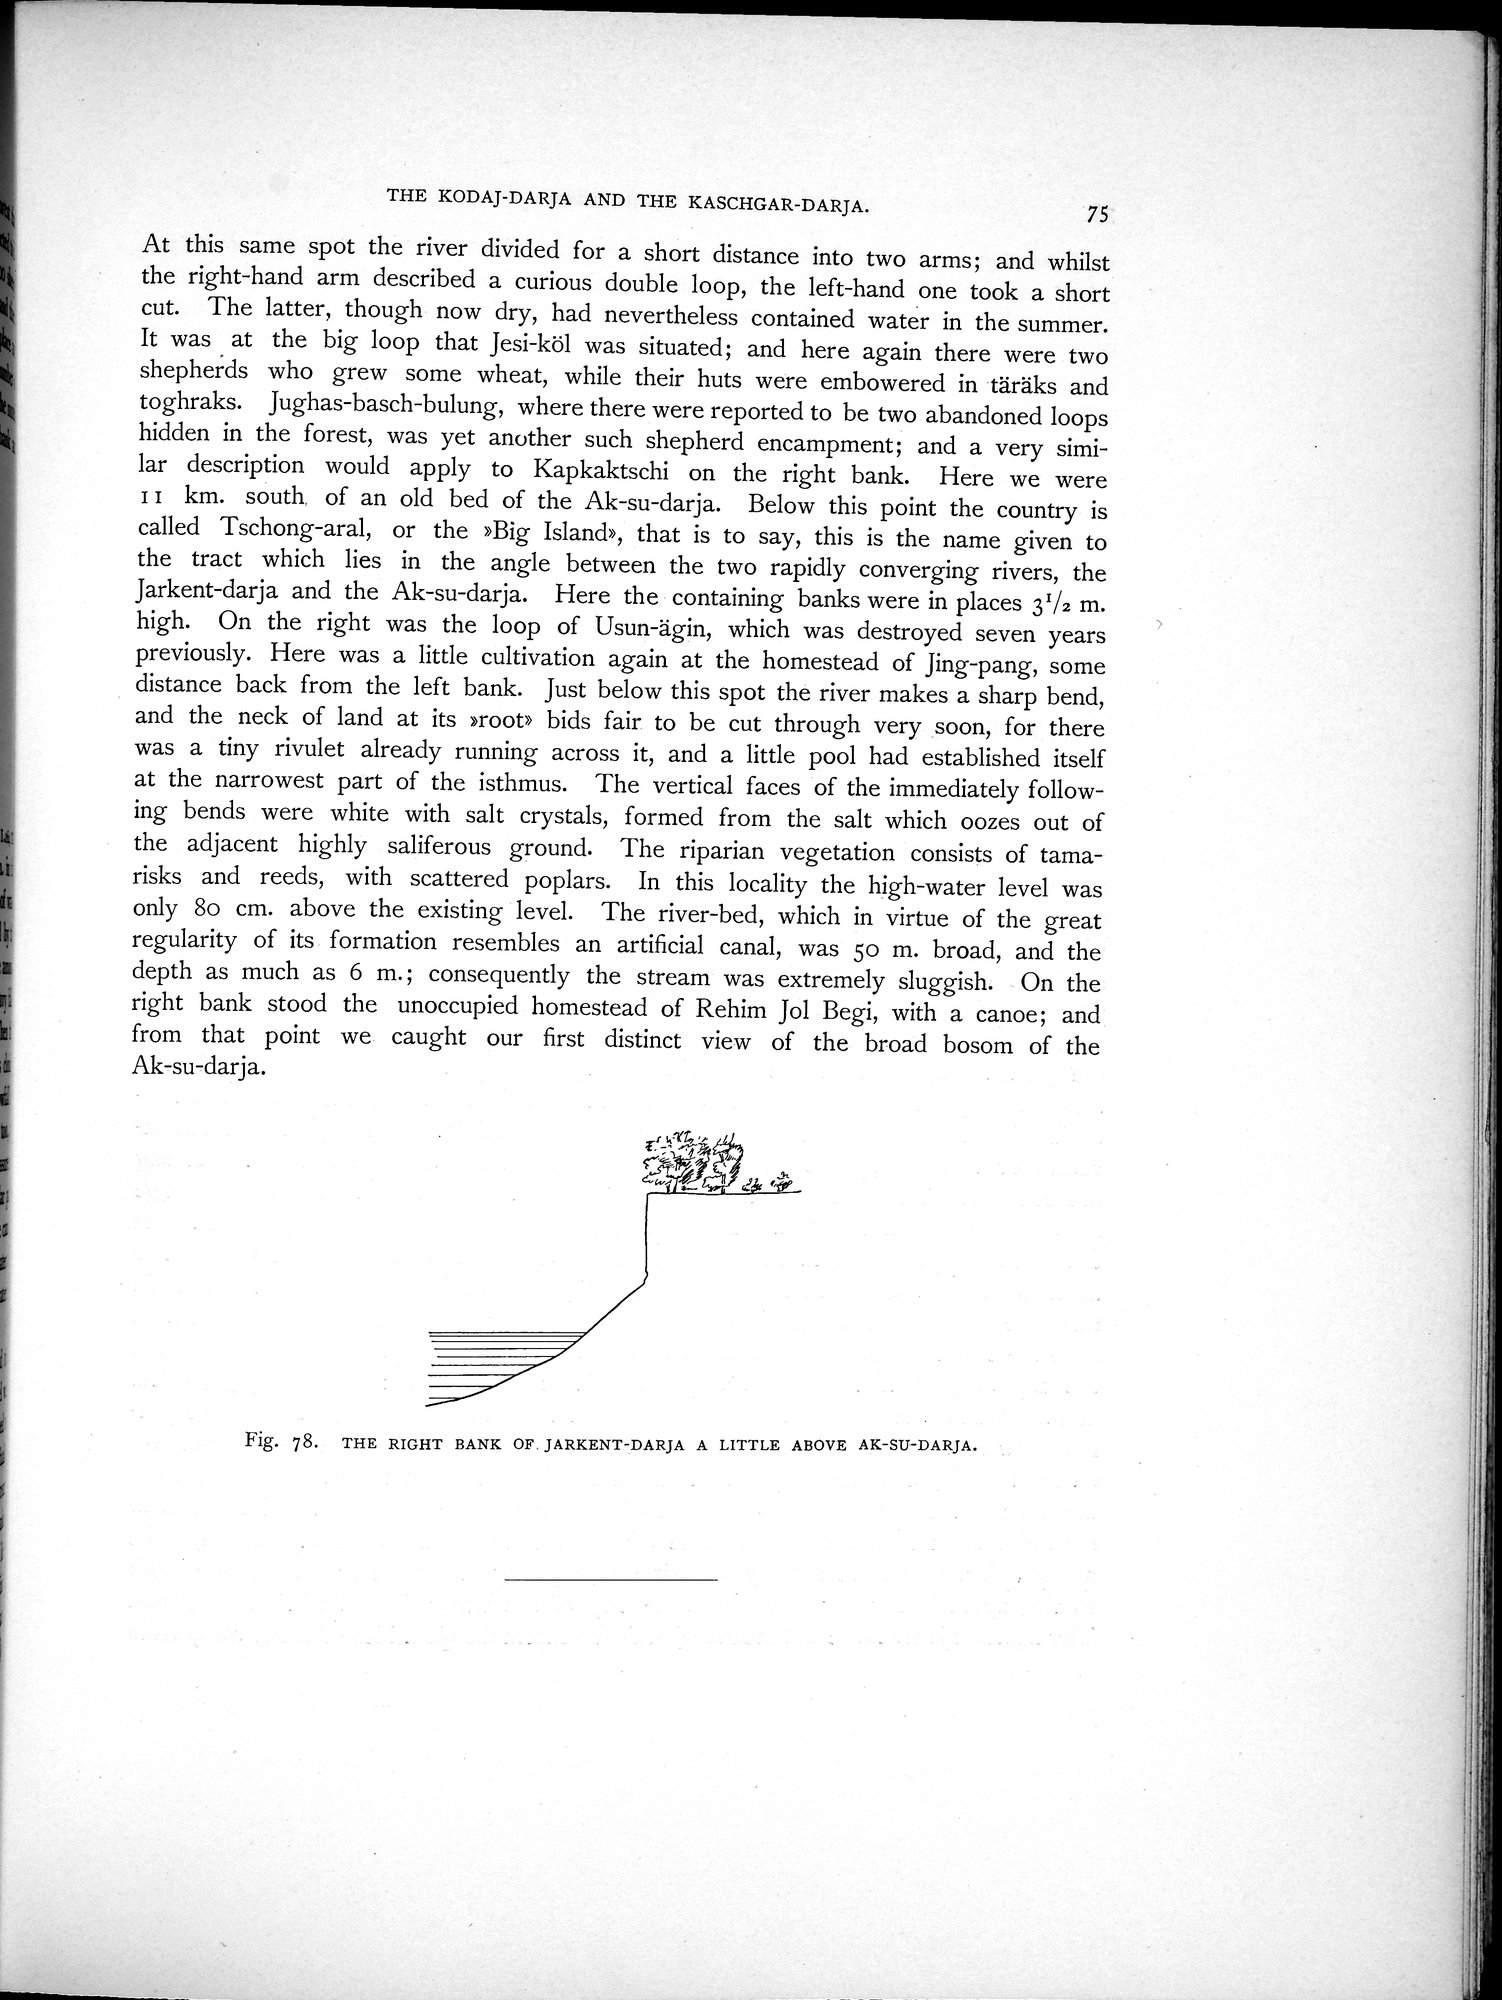 THE KODAJ-DARJA AND THE KASCHGAR-DARJA.
75
At this same spot the river divided for a short distance into two arms; and whilst
the right-hand arm described a curious double loop, the left-hand one took a short
cut. The latter, though now dry, had nevertheless contained water in the summer.
It was at the big loop that Jesi-köl was situated; and here again there were two
shepherds who grew some wheat, while their huts were embowered in täräks and
toghraks. Jughas-basch-bulung, where there were reported to be two abandoned loops
hidden in the forest, was yet another such shepherd encampment; and a very simi-
lar description would apply to Kapkaktschi on the right bank. Here we were
11 km. south of an old bed of the Ak-su-darja. Below this point the country is
called Tschong-aral, or the »Big Island», that is to say, this is the name given to
the tract which lies in the angle between the two rapidly converging rivers, the
Jarkent-darja and the Ak-su-darja. Here the containing banks were in places 3 1/2 m.
high. On the right was the loop of Usun-ägin, which was destroyed seven years
previously. Here was a little cultivation again at the homestead of Jing-pang, some
distance back from the left bank. Just below this spot the river makes a sharp bend,
and the neck of land at its »root» bids fair to be cut through very soon, for there
was a tiny rivulet already running across it, and a little pool had established itself
at the narrowest part of the isthmus. The vertical faces of the immediately follow-
ing bends were white with salt crystals, formed from the salt which oozes out of
the adjacent highly saliferous ground. The riparian vegetation consists of tama-
risks and reeds, with scattered poplars. In this locality the high-water level was
only 80 cm. above the existing level. The river-bed, which in virtue of the great
regularity of its formation resembles an artificial canal, was 50 m. broad, and the
depth as much as 6 m.; consequently the stream was extremely sluggish. On the
right bank stood the unoccupied homestead of Rehim Jol Begi, with a canoe; and
from that point we caught our first distinct view of the broad bosom of the
Ak-su-darja.
Fig. 78. THE RIGHT BANK OF JARKENT-DARJA A LITTLE ABOVE AK-SU-DARJA.